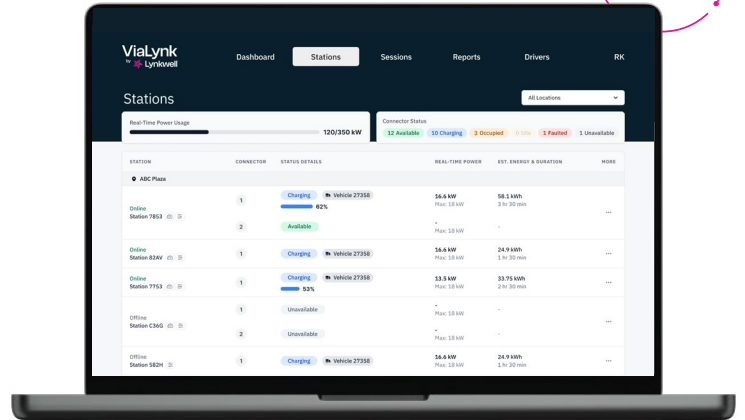 ViaLynk
by Lynkwell
Dashboard Stations Sessions Reports Drivers RK
Stations
All Locations
Real-Time Power Usage
120/350 kW
Connector Status
12 Available 10 Charging 3 Occupied 0 Idle 1 Faulted 1 Unavailable
STATION CONNECTOR STATUS DETAILS REAL-TIME POWER EST. ENERGY & DURATION MORE
ABC Plaza
Online
Station 7853
1 Charging Vehicle 27358 16.6 kW 58.1 kWh
62% Max: 18 kW 3 hr 30 min
...
2 Available - -
Max: 18 kW
Online
Station 82AV
1 Charging Vehicle 27358 16.6 kW 24.9 kWh
Max: 18 kW 1 hr 30 min
...
Online
Station 7753
1 Charging Vehicle 27358 13.5 kW 33.75 kWh
53% Max: 18 kW 2 hr 30 min
...
Offline
Station C36G
1 Unavailable - -
Max: 18 kW
...
2 Unavailable - -
Max: 18 kW
Offline
Station 5B2H
1 Charging Vehicle 27358 16.6 kW 24.9 kWh
Max: 18 kW 1 hr 30 min
...